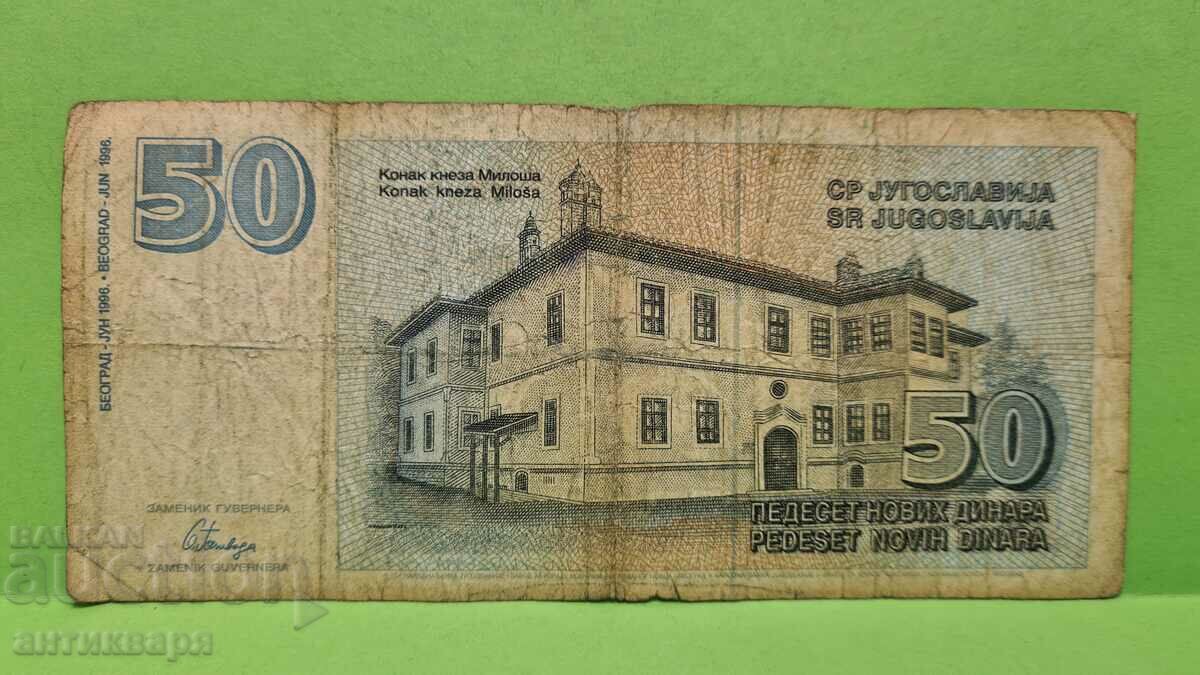 БЕОГРАД - ЈУН 1996. • BEOGRAD - JUN 1996.
50
Конак кнеза Милоша
Konak kneza Miloša
СР ЈУГОСЛАВИЈА
SR JUGOSLAVIJA
50
ПЕДЕСЕТ НОВИХ ДИНАРА
PEDESET NOVIH DINARA
ЗАМЕНИК ГУВЕРНЕРА
ZAMENIK GUVERNERA
BALKAN
auction
антикваря